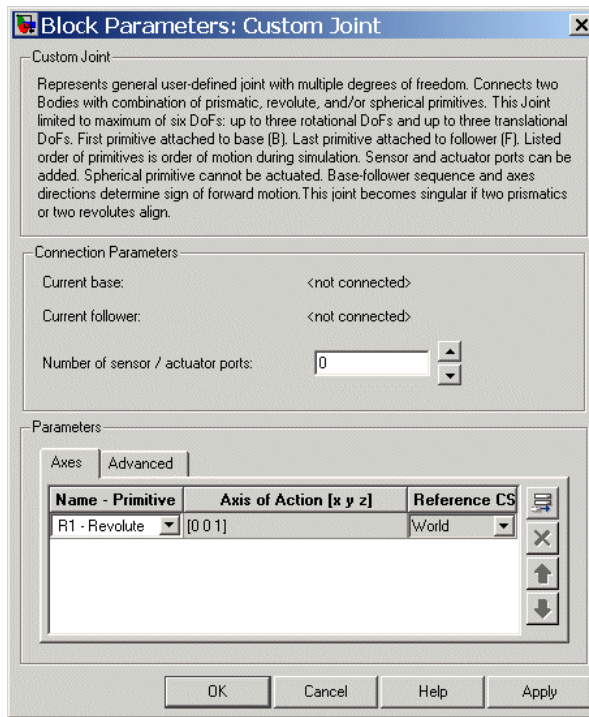 Block Parameters: Custom Joint
Custom Joint
Represents general user-defined joint with multiple degrees of freedom. Connects two
Bodies with combination of prismatic, revolute, and/or spherical primitives. This Joint
limited to maximum of six DoFs: up to three rotational DoFs and up to three translational
DoFs. First primitive attached to base (B). Last primitive attached to follower (F). Listed
order of primitives is order of motion during simulation. Sensor and actuator ports can be
added. Spherical primitive cannot be actuated. Base-follower sequence and axes
directions determine sign of forward motion.This joint becomes singular if two prismatics
or two revolutes align.
Connection Parameters
Current base: <not connected>
Current follower: <not connected>
Number of sensor / actuator ports: 0
Parameters
Axes Advanced
Name - Primitive Axis of Action [x y z] Reference CS
R1 - Revolute [0 0 1] World
OK Cancel Help Apply